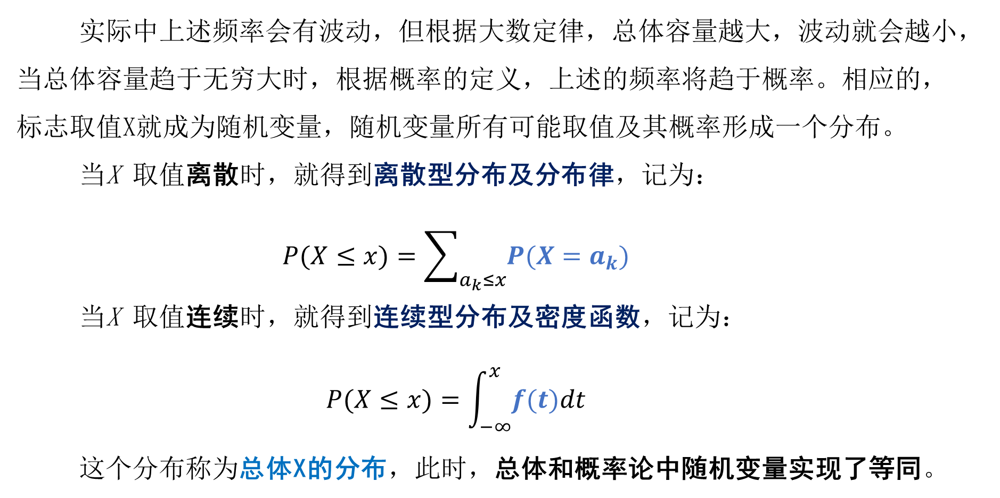 实际中上述频率会有波动，但根据大数定律，总体容量越大，波动就会越小，
当总体容量趋于无穷大时，根据概率的定义，上述的频率将趋于概率。相应的，
标志取值X就成为随机变量，随机变量所有可能取值及其概率形成一个分布。
当X 取值离散时，就得到离散型分布及分布律，记为：
P(X ≤ x) = ∑_{a_k≤x} P(X = a_k)
当X 取值连续时，就得到连续型分布及密度函数，记为：
P(X ≤ x) = ∫_{−∞}^{x} f(t)dt
这个分布称为总体X的分布，此时，总体和概率论中随机变量实现了等同。